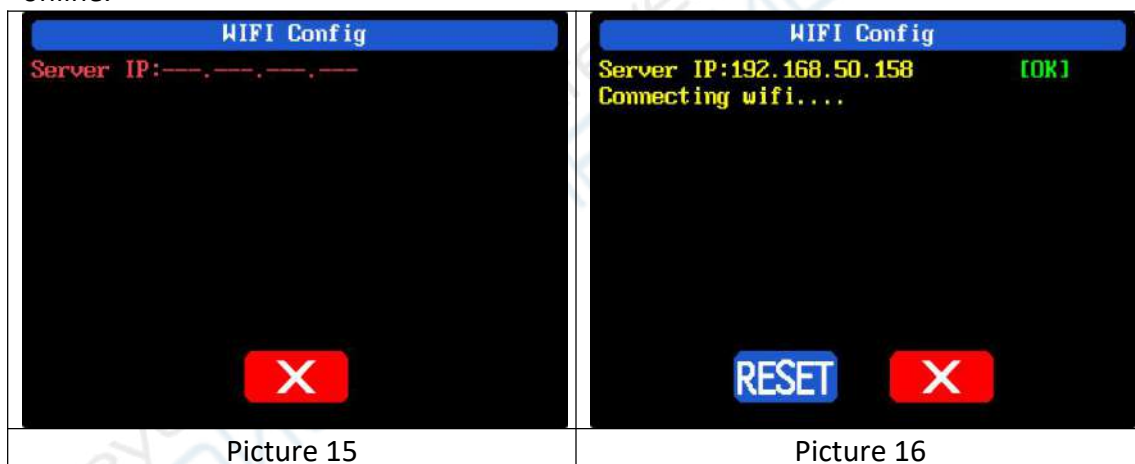 online.
WIFI Config
Server IP:---.---.---.---
X
Picture 15
WIFI Config
Server IP:192.168.50.158 [OK]
Connecting wifi....
RESET X
Picture 16